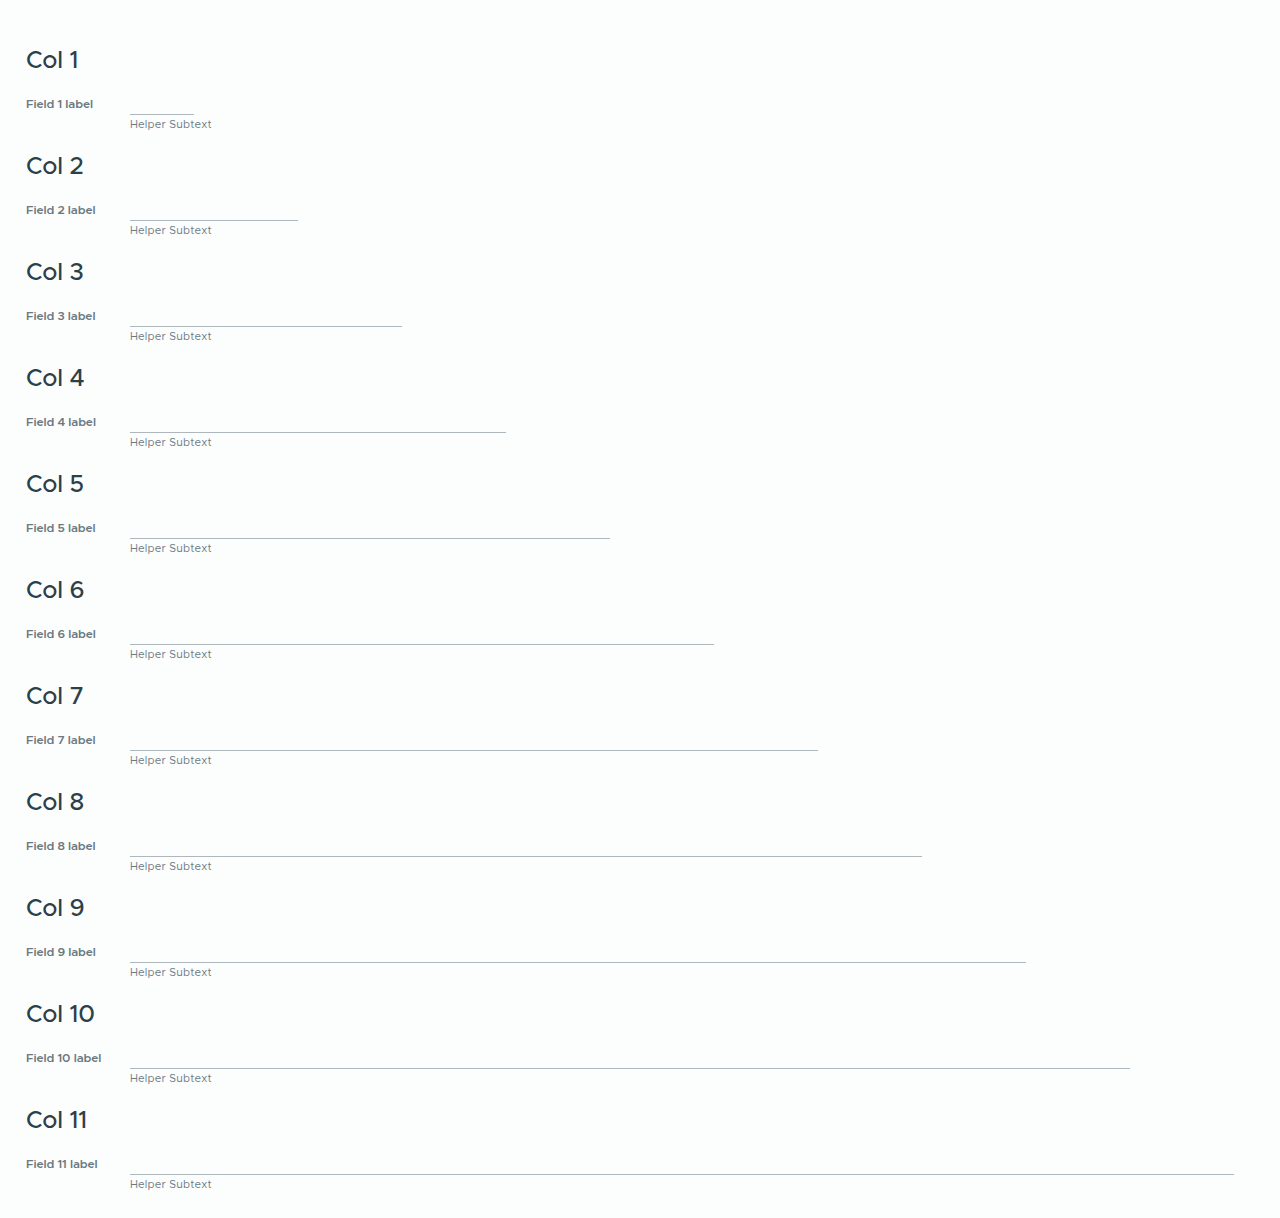 Col 1
Field 1 label
Helper Subtext
Col 2
Field 2 label
Helper Subtext
Col 3
Field 3 label
Helper Subtext
Col 4
Field 4 label
Helper Subtext
Col 5
Field 5 label
Helper Subtext
Col 6
Field 6 label
Helper Subtext
Col 7
Field 7 label
Helper Subtext
Col 8
Field 8 label
Helper Subtext
Col 9
Field 9 label
Helper Subtext
Col 10
Field 10 label
Helper Subtext
Col 11
Field 11 label
Helper Subtext